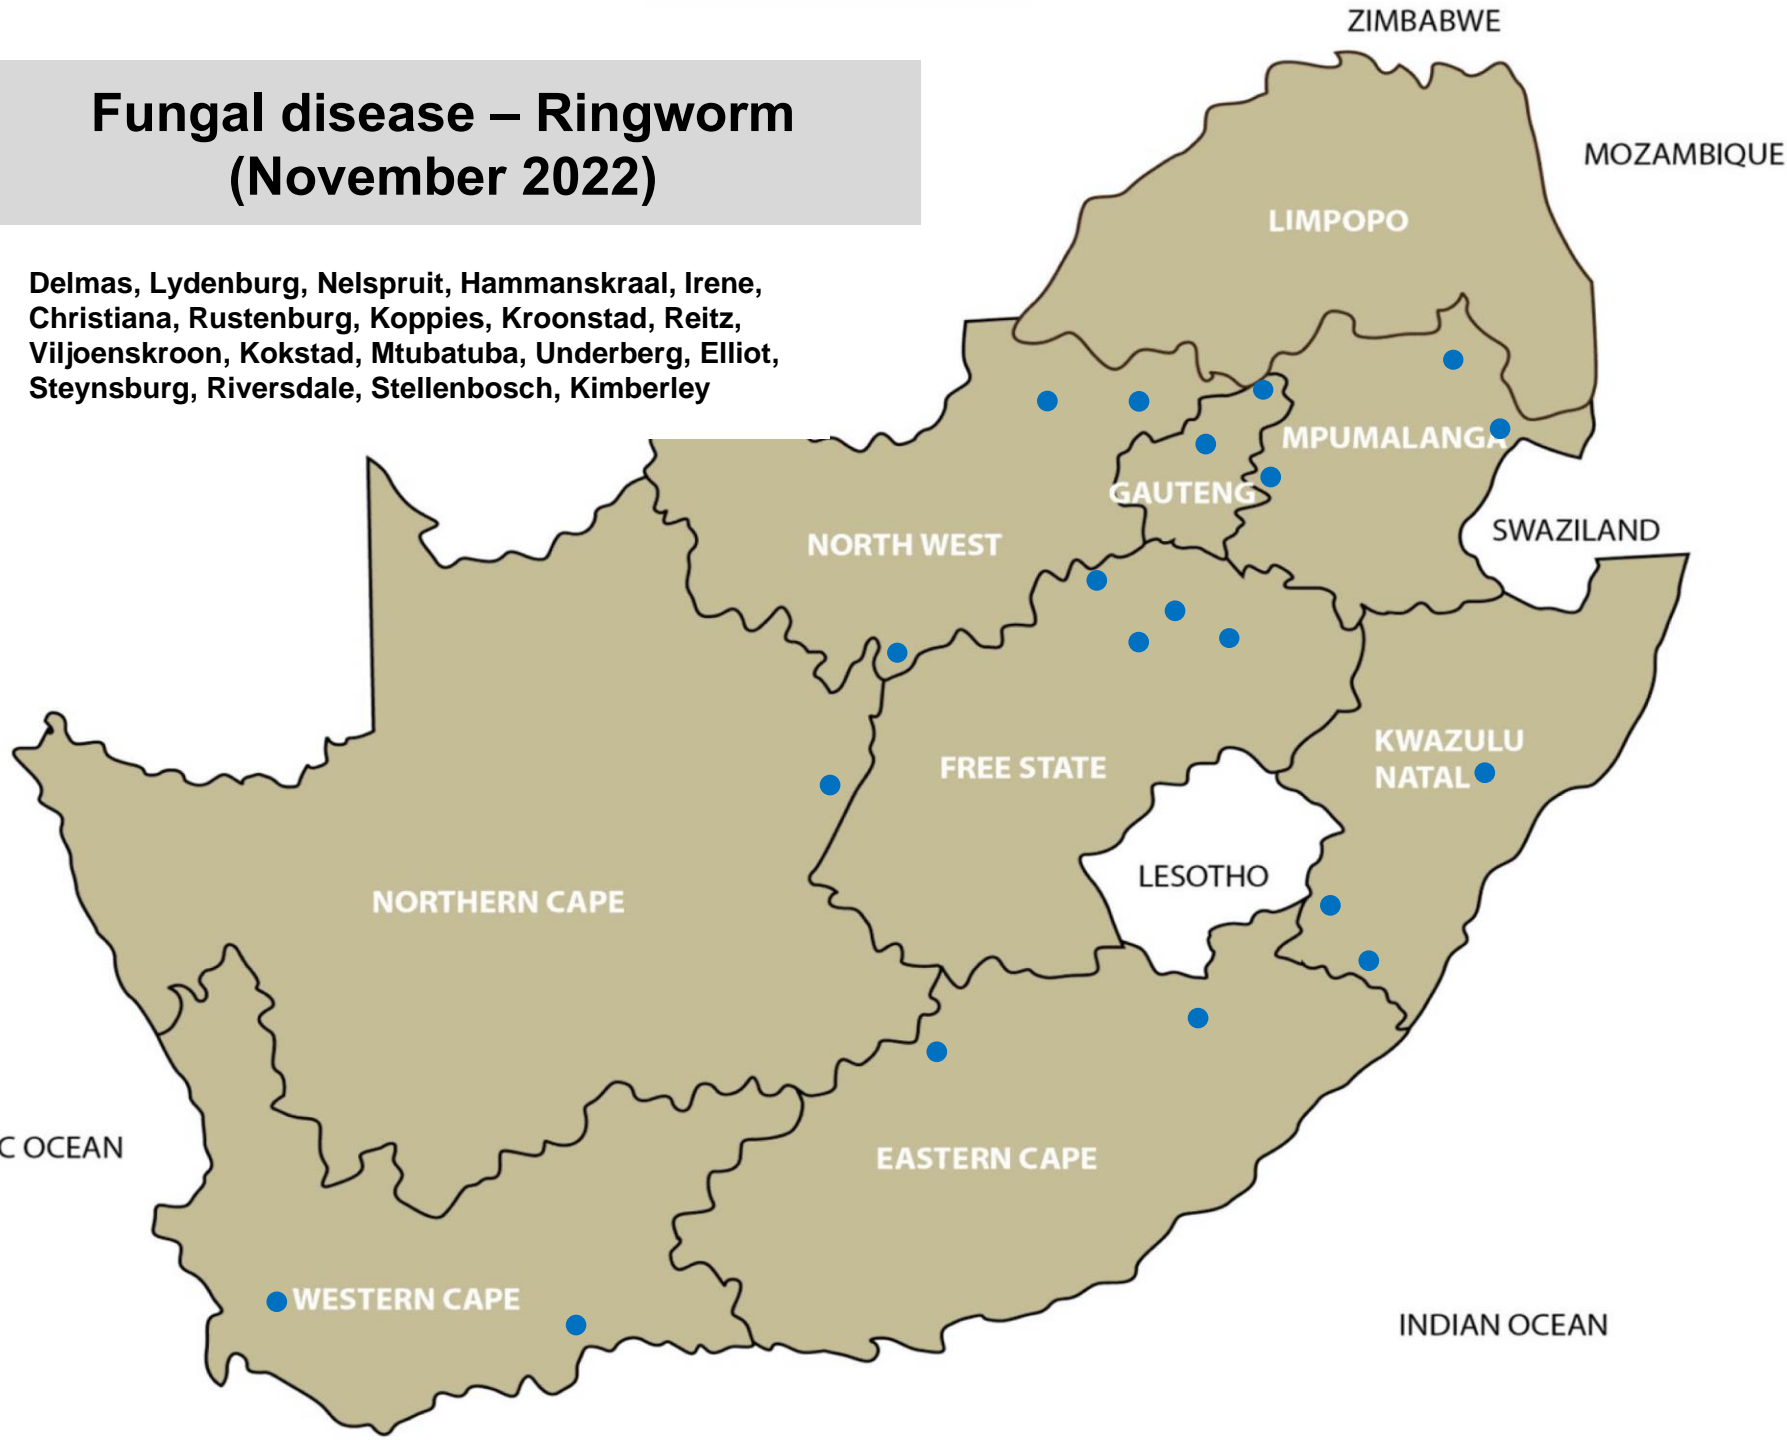 ZIMBABWE
Fungal disease – Ringworm
(November 2022)
MOZAMBIQUE
LIMPOPO
Delmas, Lydenburg, Nelspruit, Hammanskraal, Irene,
Christiana, Rustenburg, Koppies, Kroonstad, Reitz,
Viljoenskroon, Kokstad, Mtubatuba, Underberg, Elliot,
Steynsburg, Riversdale, Stellenbosch, Kimberley
MPUMALANGA
GAUTENG
SWAZILAND
NORTH WEST
KWAZULU
NATAL
FREE STATE
LESOTHO
NORTHERN CAPE
C OCEAN
EASTERN CAPE
WESTERN CAPE
INDIAN OCEAN